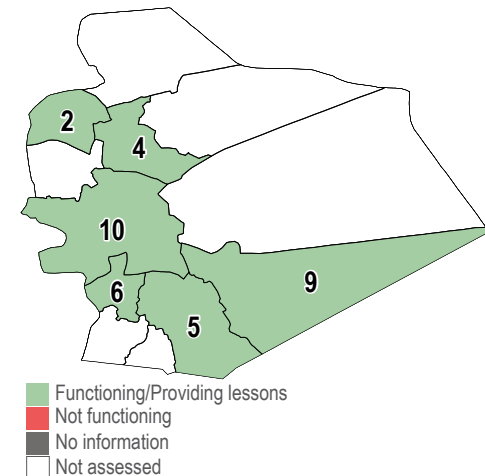 2
4
10
9
6
5
Functioning/Providing lessons
Not functioning
No information
Not assessed